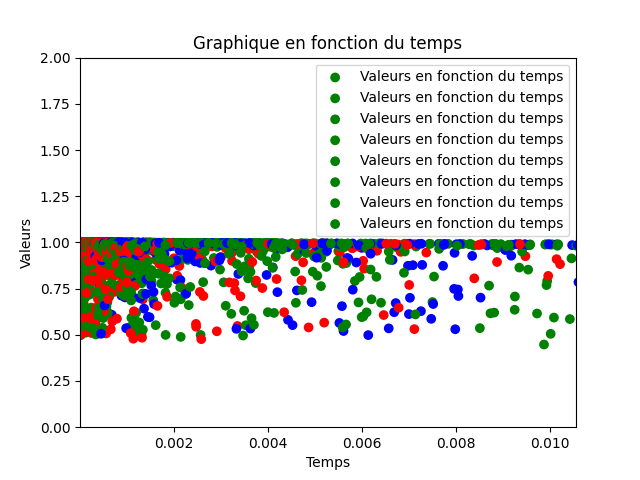 Graphique en fonction du temps
2.00
1.75
1.50
1.25
1.00
0.75
0.50
0.25
0.00
Valeurs
Valeurs en fonction du temps
Valeurs en fonction du temps
Valeurs en fonction du temps
Valeurs en fonction du temps
Valeurs en fonction du temps
Valeurs en fonction du temps
Valeurs en fonction du temps
Valeurs en fonction du temps
0.002 0.004 0.006 0.008 0.010
Temps